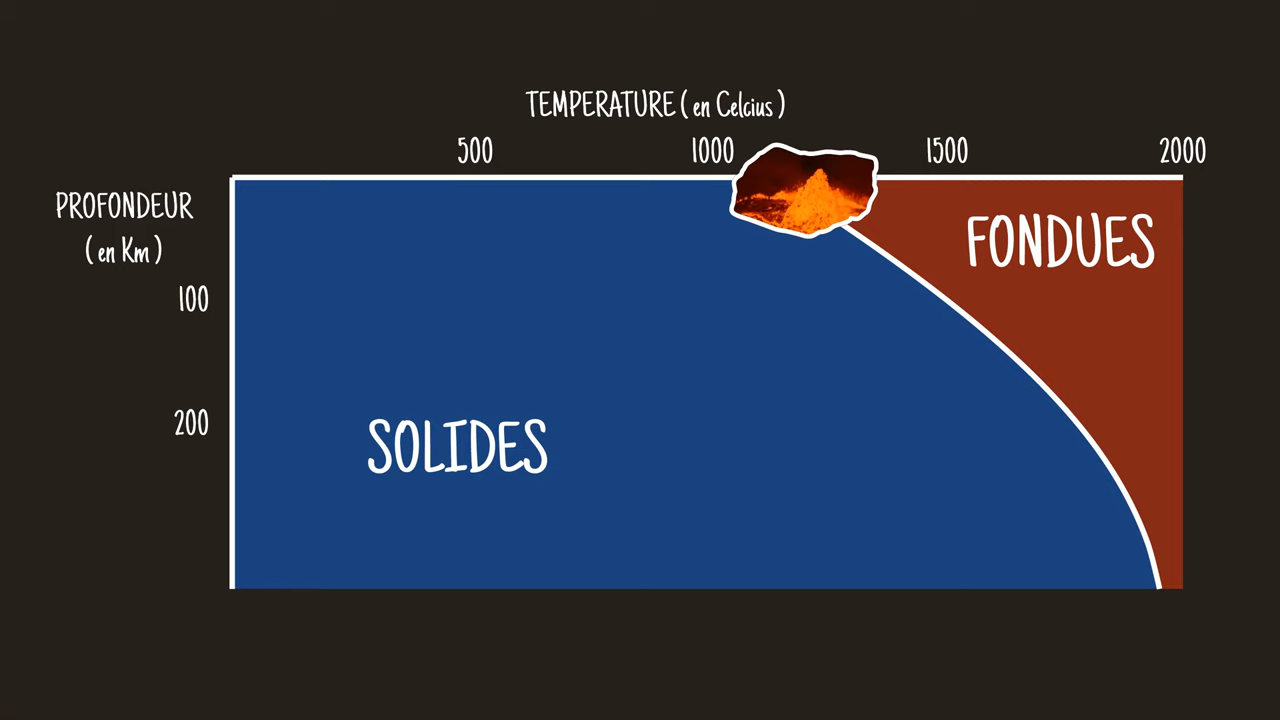 TEMPERATURE ( en Celcius )
500 1000 1500 2000
PROFONDEUR
( en Km )
FONDUES
100
200
SOLIDES